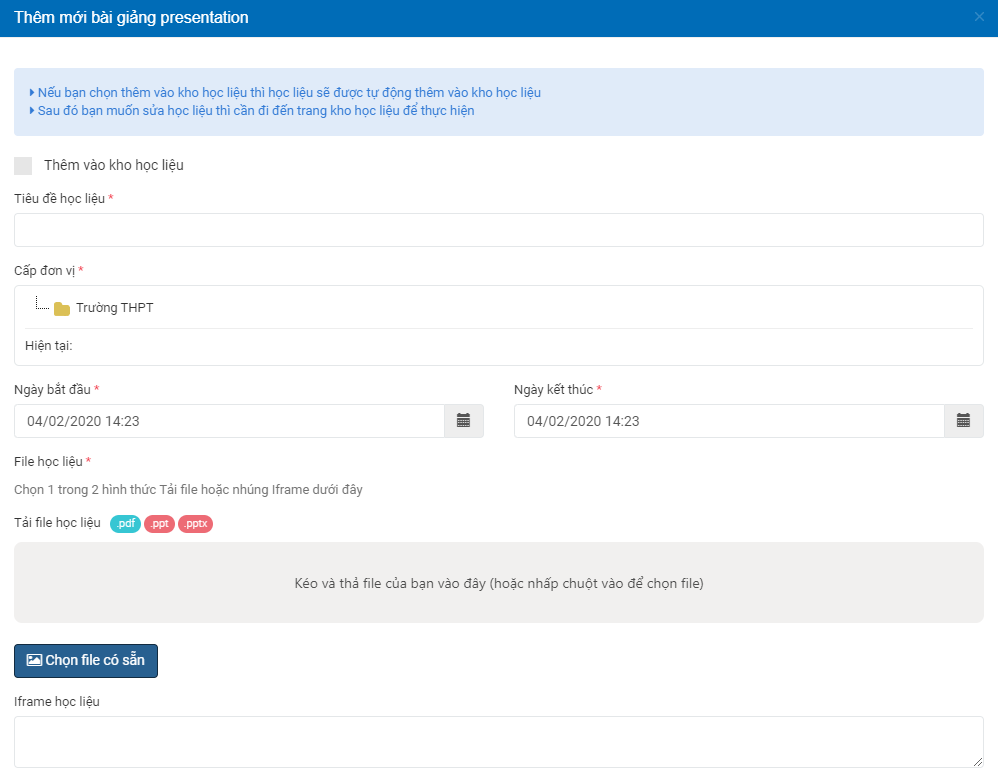 Thêm mới bài giảng presentation
Nếu bạn chọn thêm vào kho học liệu thì học liệu sẽ được tự động thêm vào kho học liệu
Sau đó bạn muốn sửa học liệu thì cần đi đến trang kho học liệu để thực hiện
Thêm vào kho học liệu
Tiêu đề học liệu *
Cấp đơn vị *
Trường THPT
Hiện tại:
Ngày bắt đầu * Ngày kết thúc *
04/02/2020 14:23 04/02/2020 14:23
File học liệu *
Chọn 1 trong 2 hình thức Tải file hoặc nhúng Iframe dưới đây
Tải file học liệu .pdf .ppt .pptx
Kéo và thả file của bạn vào đây (hoặc nhấp chuột vào để chọn file)
Chọn file có sẵn
Iframe học liệu